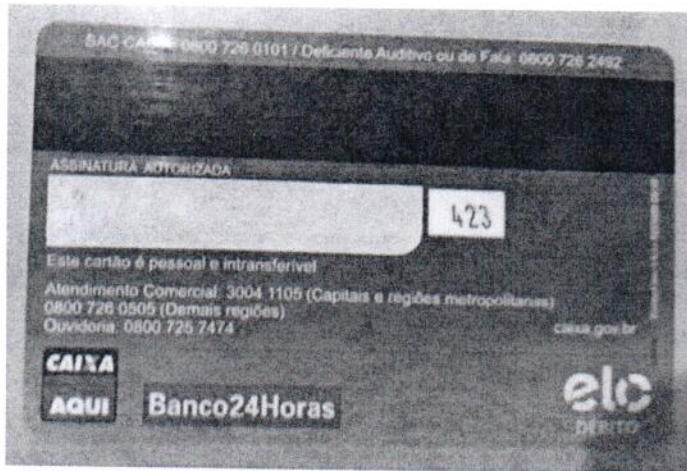 SAC CAIXA: 0800 726 0101 / Deficiente Auditivo ou de Fala: 0800 726 2492
ASSINATURA AUTORIZADA
423
Este cartão é pessoal e intransferível
Atendimento Comercial: 3004 1105 (Capitais e regiões metropolitanas)
0800 726 0505 (Demais regiões)
Ouvidoria: 0800 725 7474
caixa.gov.br
CAIXA
AQUI
Banco24Horas
elo
DÉBITO